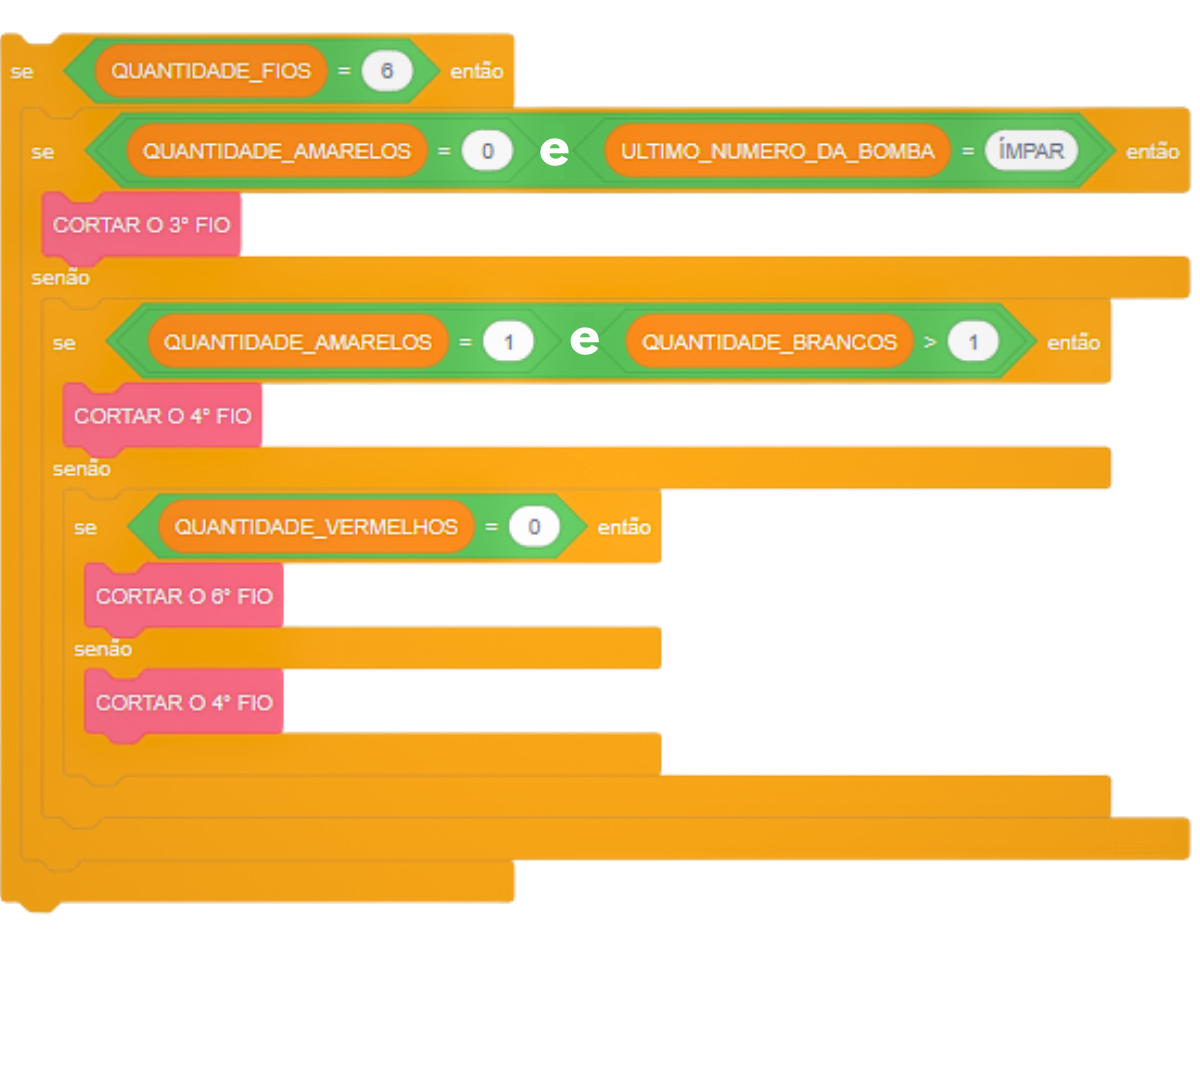 se QUANTIDADE_FIOS = 6 então
se QUANTIDADE_AMARELOS = 0 e ULTIMO_NUMERO_DA_BOMBA = ÍMPAR então
CORTAR O 3° FIO
senão
se QUANTIDADE_AMARELOS = 1 e QUANTIDADE_BRANCOS > 1 então
CORTAR O 4° FIO
senão
se QUANTIDADE_VERMELHOS = 0 então
CORTAR O 6° FIO
senão
CORTAR O 4° FIO